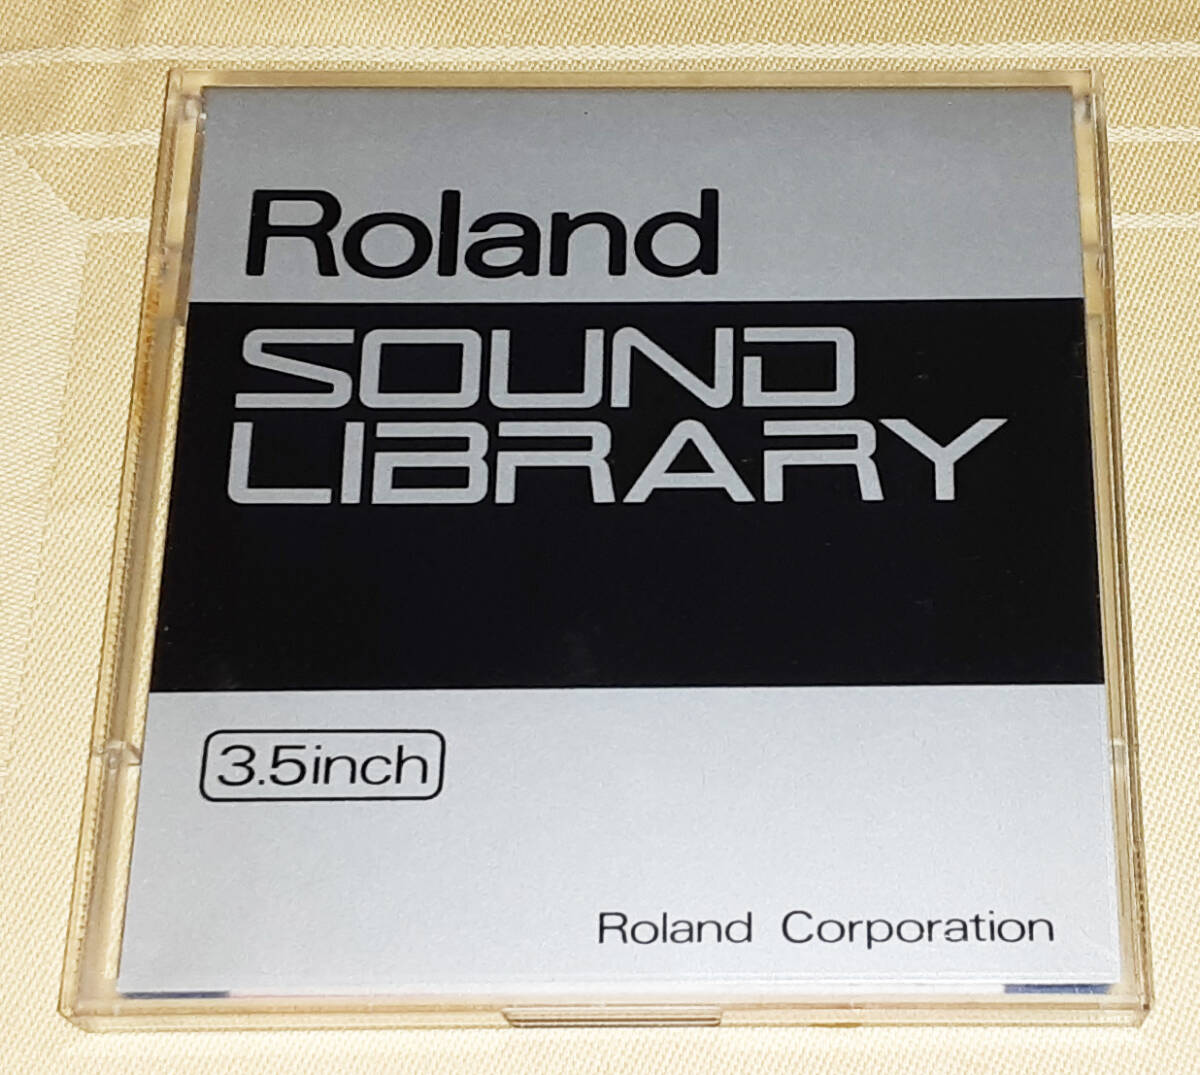 Roland
SOUND
LIBRARY
3.5inch
Roland Corporation